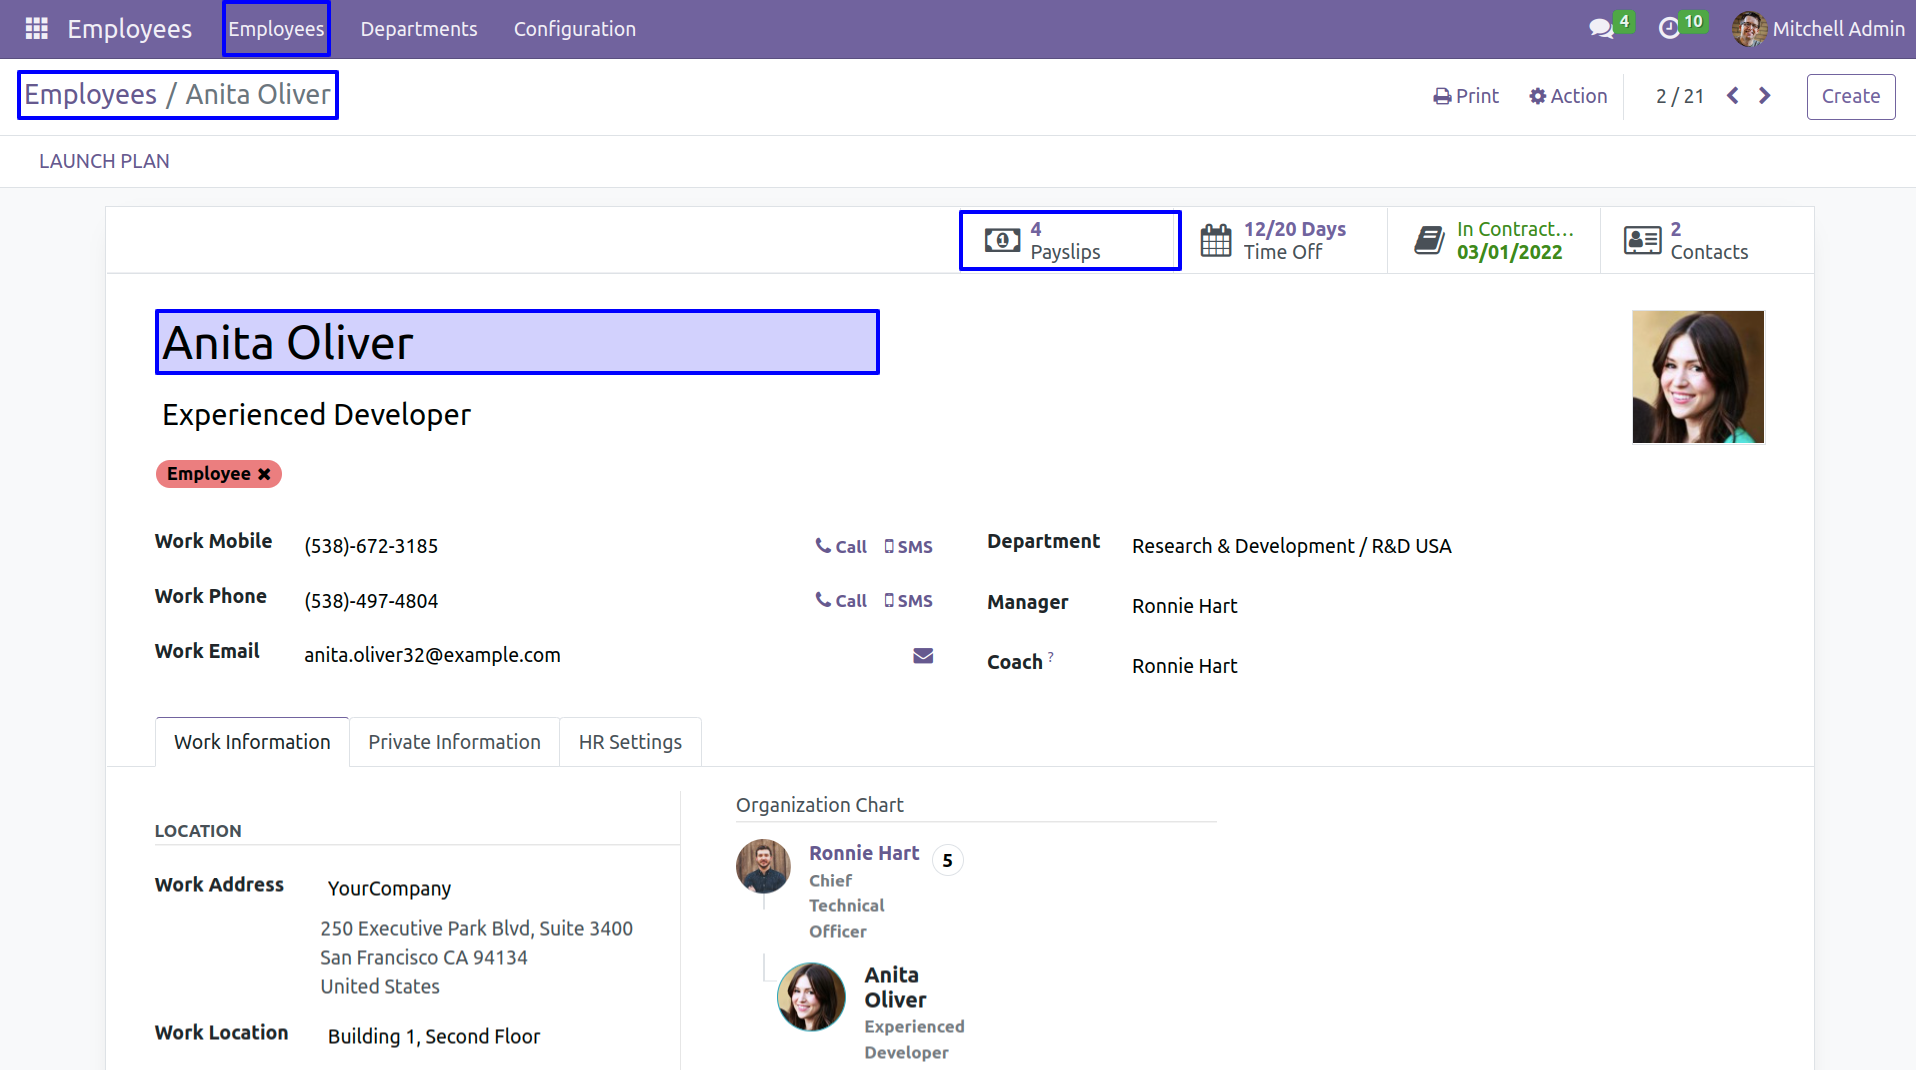 Employees Employees Departments Configuration 4 10 Mitchell Admin
Employees / Anita Oliver Print Action 2 / 21 Create
LAUNCH PLAN
4 Payslips
12/20 Days Time Off
In Contract... 03/01/2022
2 Contacts
Anita Oliver
Experienced Developer
Employee
Work Mobile (538)-672-3185 Call SMS
Work Phone (538)-497-4804 Call SMS
Work Email anita.oliver32@example.com
Department Research & Development / R&D USA
Manager Ronnie Hart
Coach ? Ronnie Hart
Work Information Private Information HR Settings
LOCATION
Work Address YourCompany
250 Executive Park Blvd, Suite 3400
San Francisco CA 94134
United States
Work Location Building 1, Second Floor
Organization Chart
Ronnie Hart 5
Chief
Technical
Officer
Anita
Oliver
Experienced
Developer